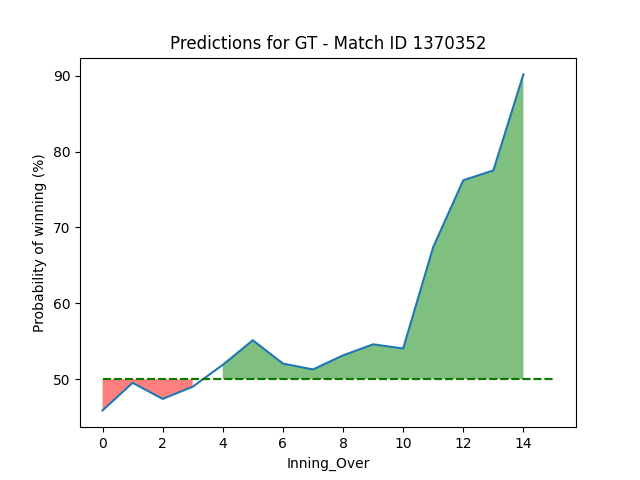 Predictions for GT - Match ID 1370352
Probability of winning (%)
90
80
70
60
50
0 2 4 6 8 10 12 14
Inning_Over